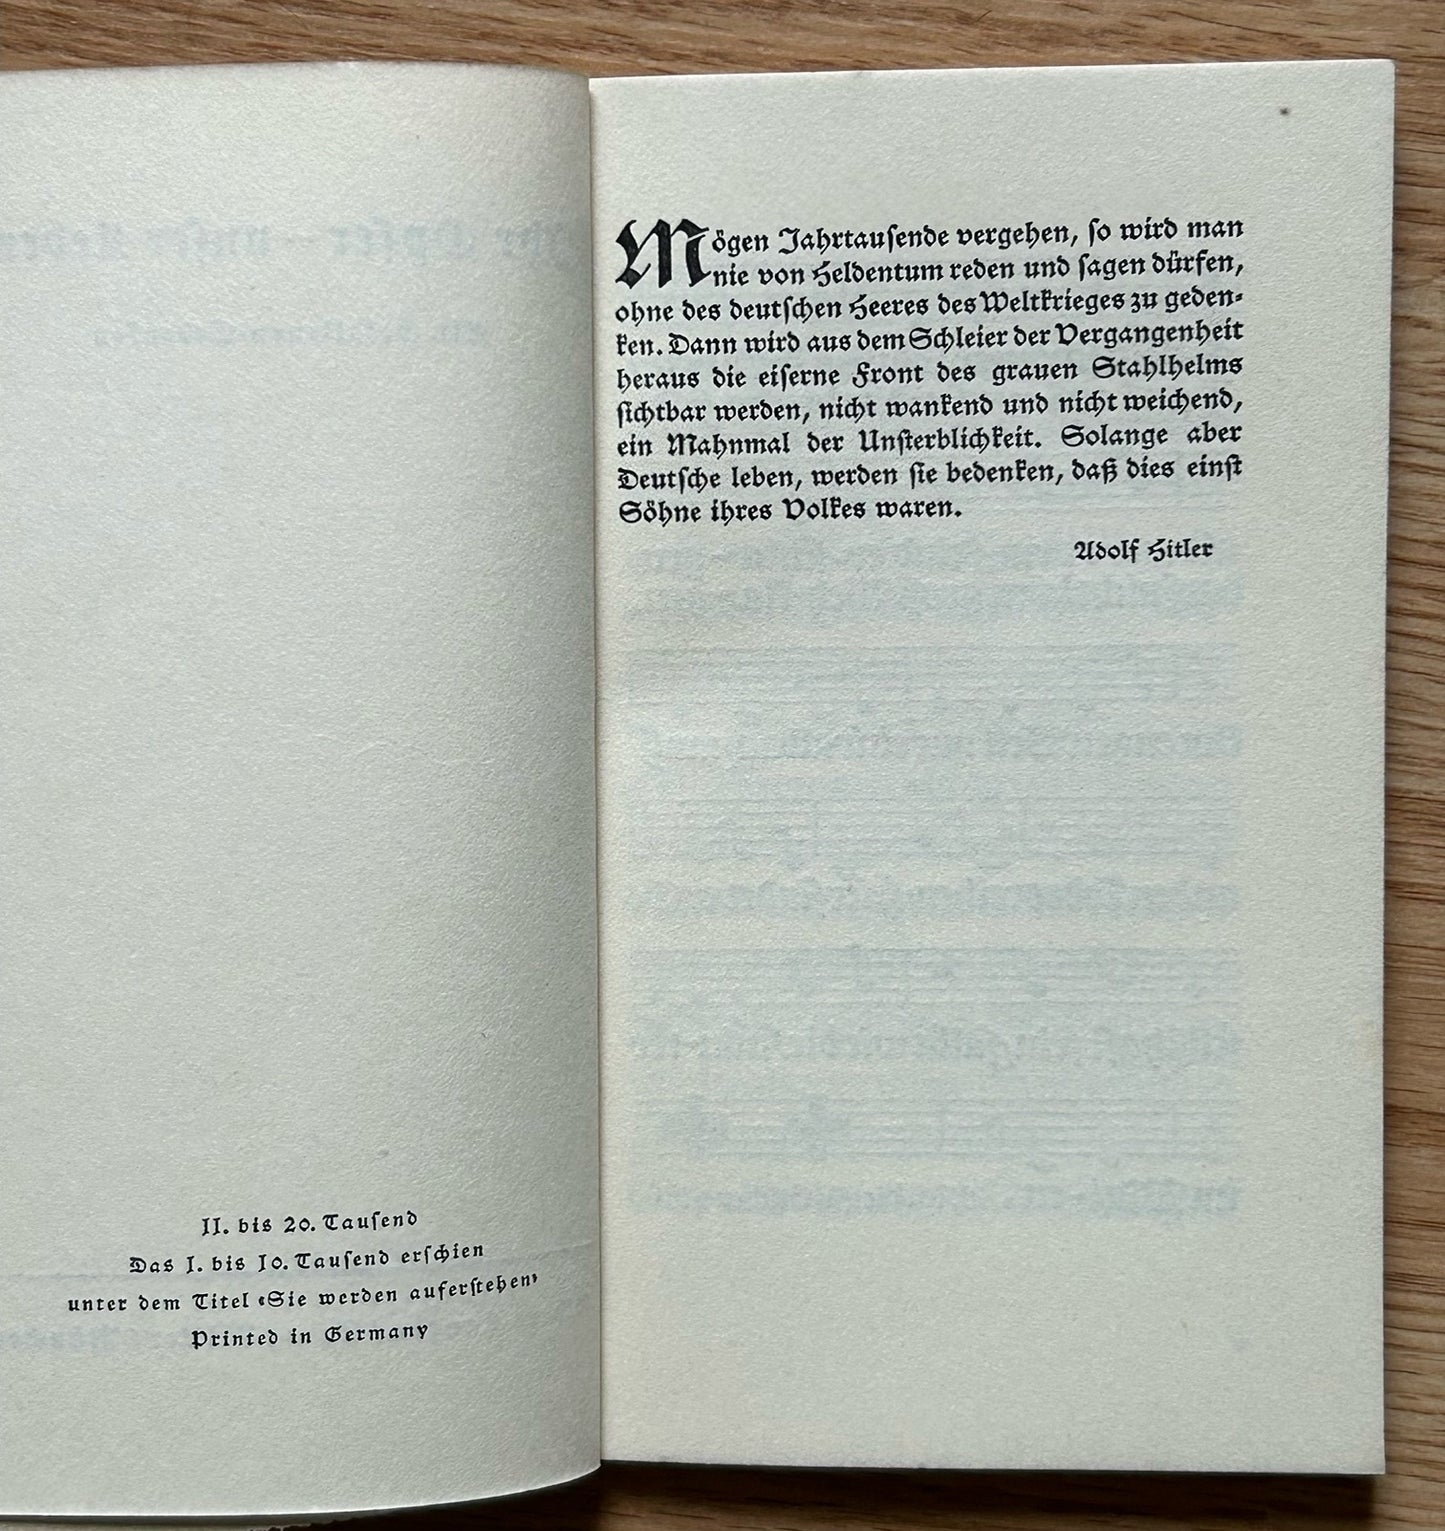 11. bis 20. Tausend
Das 1. bis 10. Tausend erschien
unter dem Titel «Sie werden auferstehen»
Printed in Germany
Mögen Jahrtausende vergehen, so wird man
nie von Heldentum reden und sagen dürfen,
ohne des deutschen Heeres des Weltkrieges zu geden-
ken. Dann wird aus dem Schleier der Vergangenheit
heraus die eiserne Front des grauen Stahlhelms
sichtbar werden, nicht wankend und nicht weichend,
ein Mahnmal der Unsterblichkeit. Solange aber
Deutsche leben, werden sie bedenken, daß dies einst
Söhne ihres Volkes waren.
Adolf Hitler